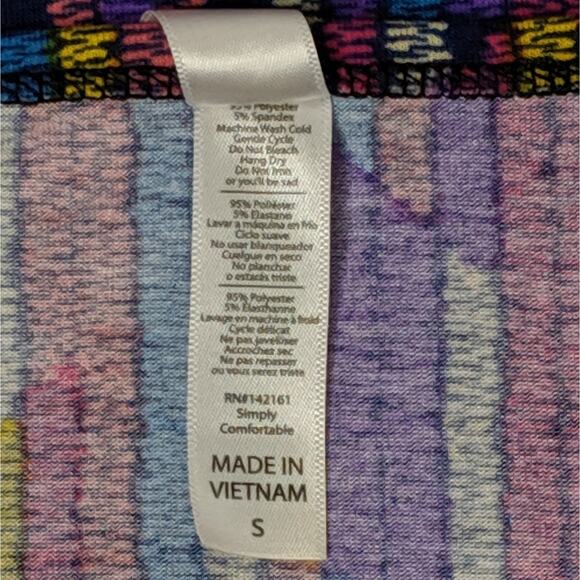 95% Polyester
5% Spandex
Machine Wash Cold
Gentle Cycle
Do Not Bleach
Hang Dry
Do Not Iron
or you'll be sad
95% Poliéster
5% Elastano
Lavar a máquina en frío
Ciclo suave
No usar blanqueador
Cuelgue en secano
No planchar
o estarás triste
95% Polyester
5% Élasthanne
Lavage en machine à froid
Cycle délicat
Ne pas javelliser
Accrochez sec
Ne pas repasser
ou vous serez triste
RN#142161
Simply
Comfortable
MADE IN
VIETNAM
S